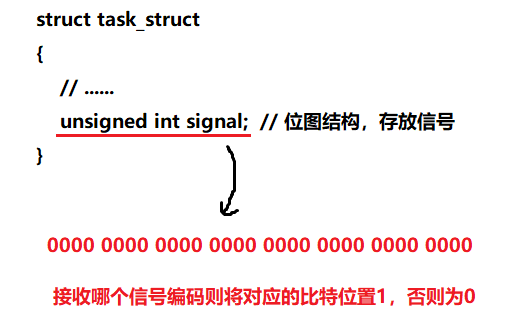 struct task_struct
{
// ......
unsigned int signal; // 位图结构，存放信号
}
0000 0000 0000 0000 0000 0000 0000 0000
接收哪个信号编码则将对应的比特位置1，否则为0